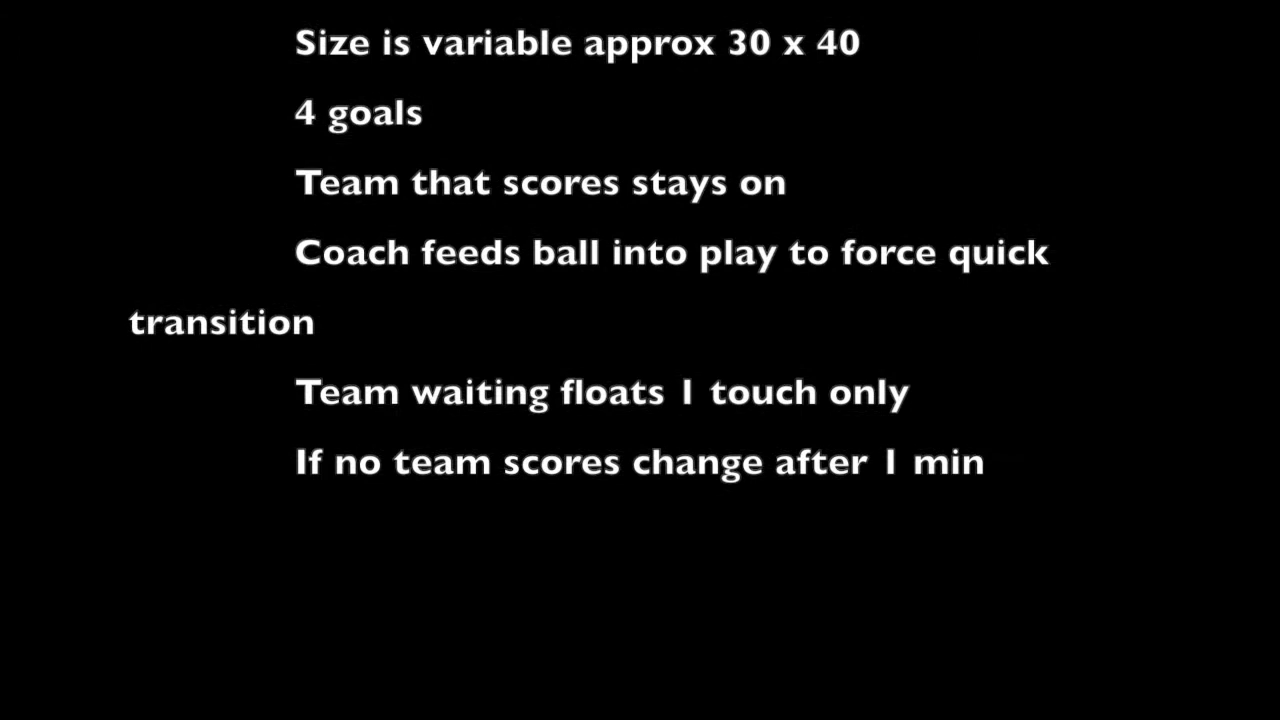 Size is variable approx 30 x 40
4 goals
Team that scores stays on
Coach feeds ball into play to force quick
transition
Team waiting floats 1 touch only
If no team scores change after 1 min